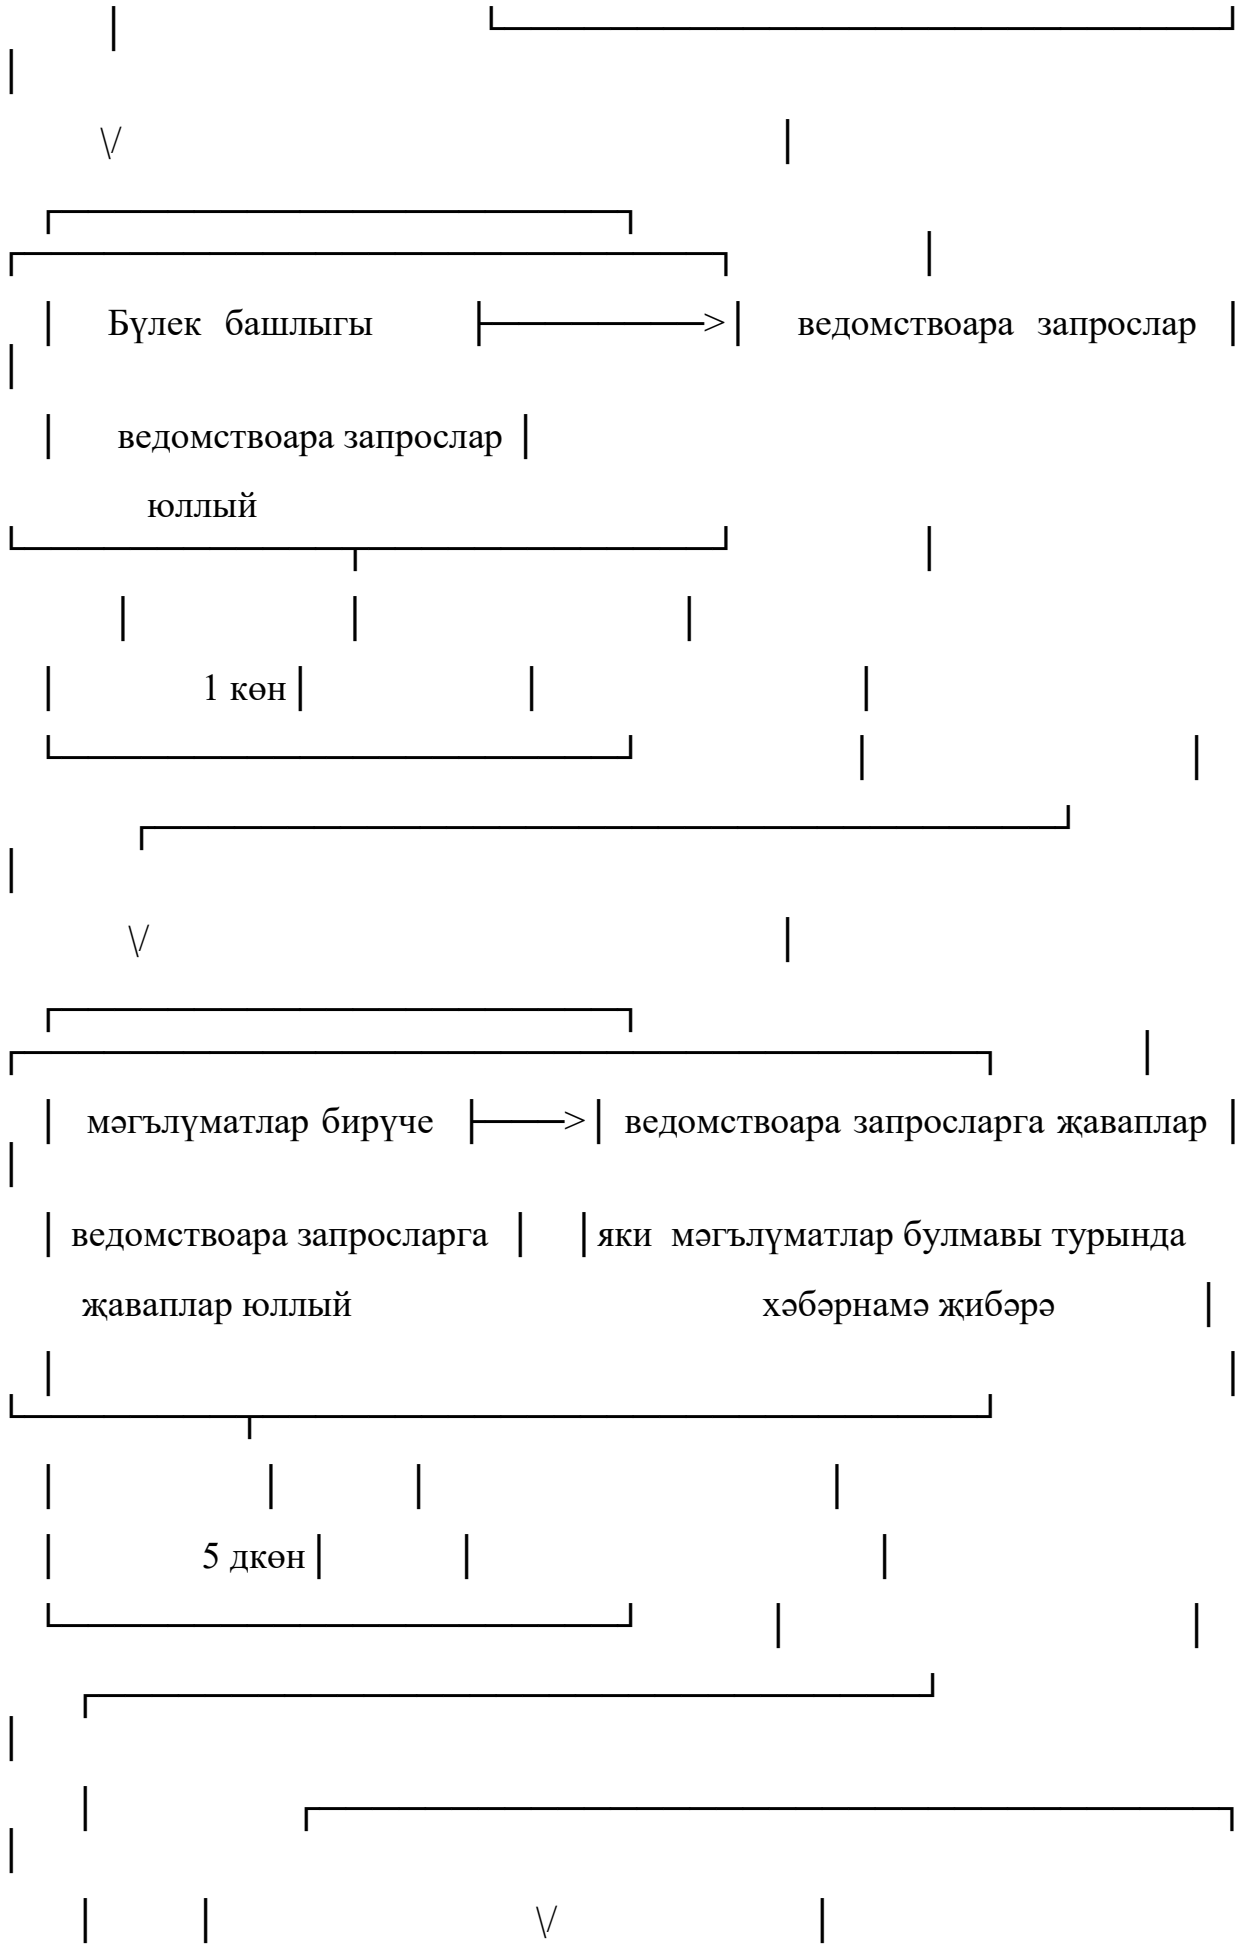 Бүлек башлыгы ведомствоара запрослар
ведомствоара запрослар
юллый
1 көн
мәгълүматлар бирүче ведомствоара запросларга җаваплар
ведомствоара запросларга яки мәгълүматлар булмавы турында
җаваплар юллый хәбәрнамә җибәрә
5 дкөн